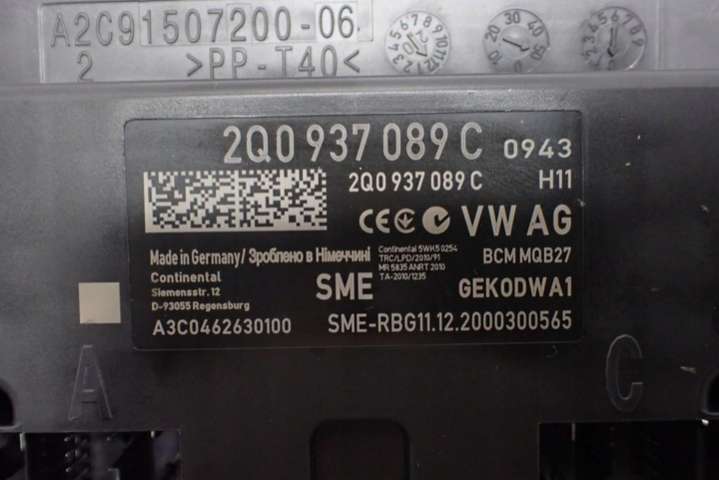 A2C91507200-06
2 >PP-T40<
2Q0 937 089 C 0943
2Q0 937 089 C H11
CE VW AG
Made in Germany/ Зроблено в Німеччині
Continental
Siemensstr. 12
D-93055 Regensburg
A3C0462630100
Continental 5WK5 0254
TRC/LPD/2010/91
MR 5835 ANRT 2010
TA-2010/1235
SME
BCM MQB27
GEKODWA1
SME-RBG11.12.2000300565
A C